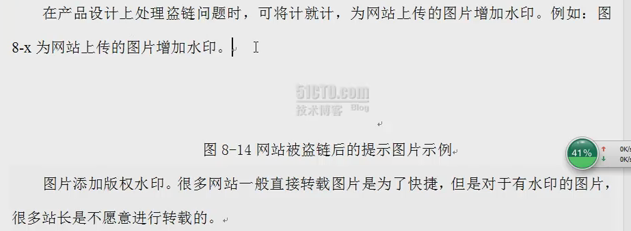 在产品设计上处理盗链问题时，可将计就计，为网站上传的图片增加水印。例如：图
8-x 为网站上传的图片增加水印。
51CTO.com
技术博客 Blog
图 8-14 网站被盗链后的提示图片示例
41%
0K/s
0K/s
图片添加版权水印。很多网站一般直接转载图片是为了快捷，但是对于有水印的图片，
很多站长是不愿意进行转载的。